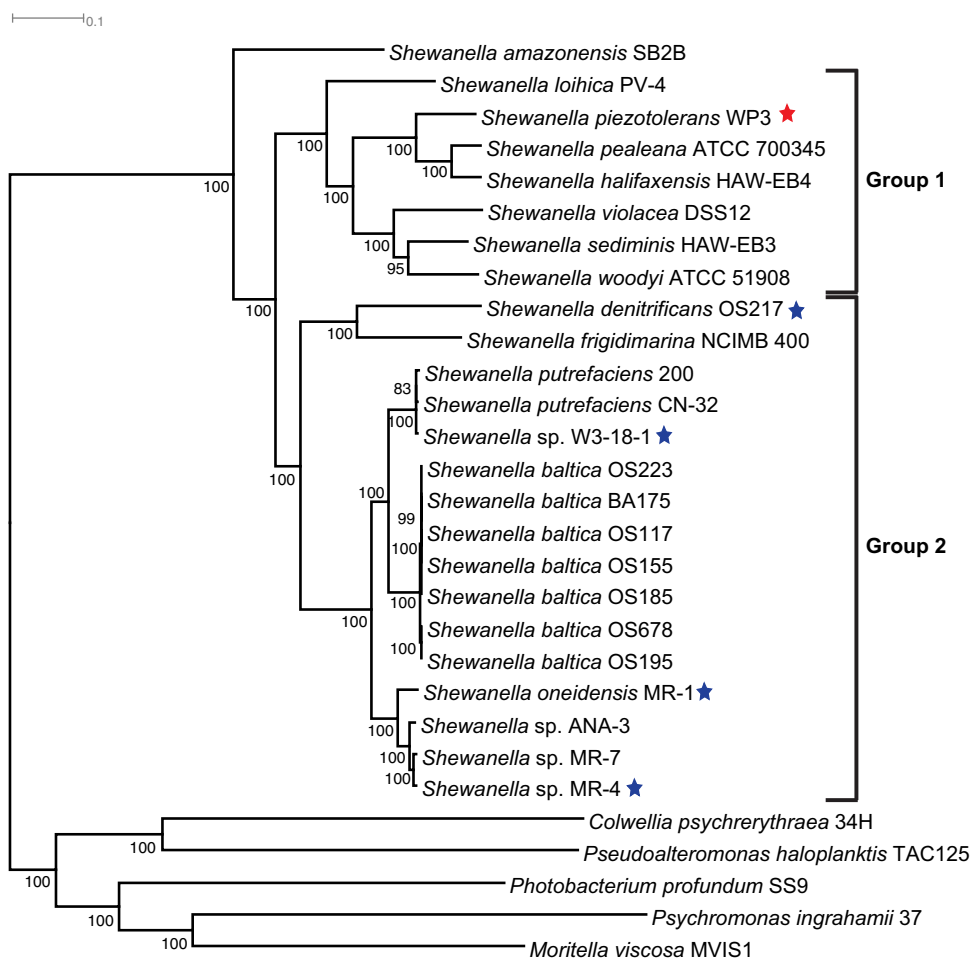 0.1
Shewanella amazonensis SB2B
Shewanella loihica PV-4
Shewanella piezotolerans WP3
100
100
Shewanella pealeana ATCC 700345
100
Shewanella halifaxensis HAW-EB4
Group 1
100
100
Shewanella violacea DSS12
100
Shewanella sediminis HAW-EB3
95
Shewanella woodyi ATCC 51908
100
Shewanella denitrificans OS217
100
Shewanella frigidimarina NCIMB 400
Shewanella putrefaciens 200
83
Shewanella putrefaciens CN-32
100
Shewanella sp. W3-18-1
Shewanella baltica OS223
100
100
Shewanella baltica BA175
99
Shewanella baltica OS117
100
Group 2
Shewanella baltica OS155
Shewanella baltica OS185
100
100
Shewanella baltica OS678
100
Shewanella baltica OS195
Shewanella oneidensis MR-1
Shewanella sp. ANA-3
100
Shewanella sp. MR-7
100
100
Shewanella sp. MR-4
Colwellia psychrerythraea 34H
100
Pseudoalteromonas haloplanktis TAC125
100
Photobacterium profundum SS9
100
Psychromonas ingrahamii 37
100
Moritella viscosa MVIS1